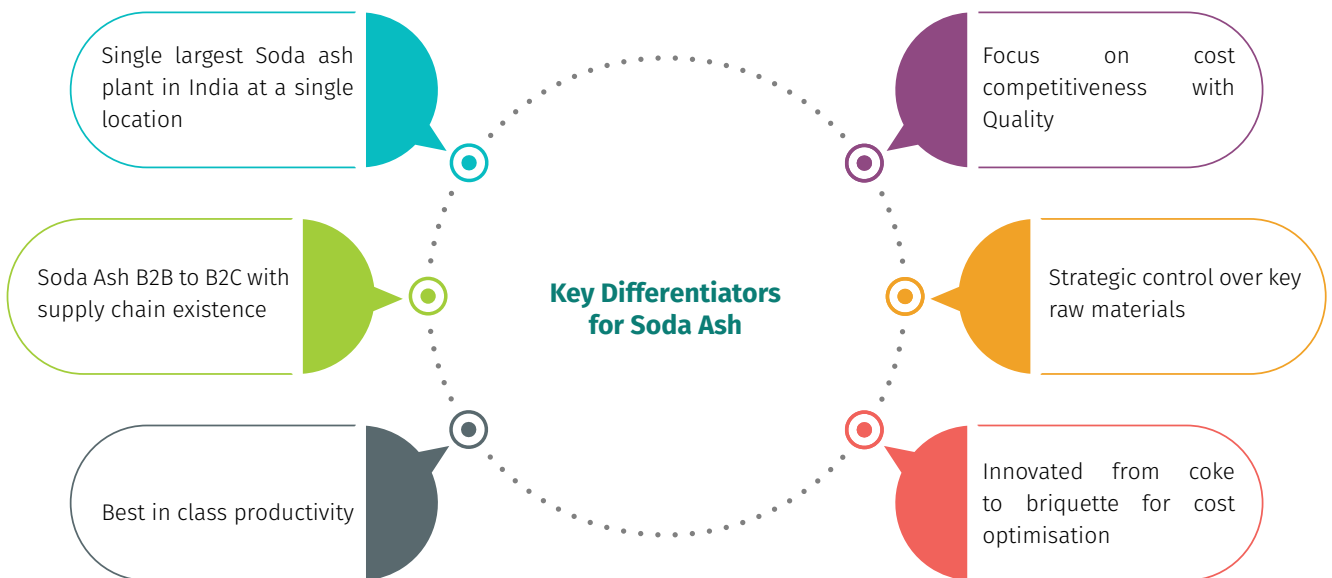 Single largest Soda ash
plant in India at a single
location
Focus on cost
competitiveness with
Quality
Soda Ash B2B to B2C with
supply chain existence
Key Differentiators
for Soda Ash
Strategic control over key
raw materials
Best in class productivity
Innovated from coke
to briquette for cost
optimisation